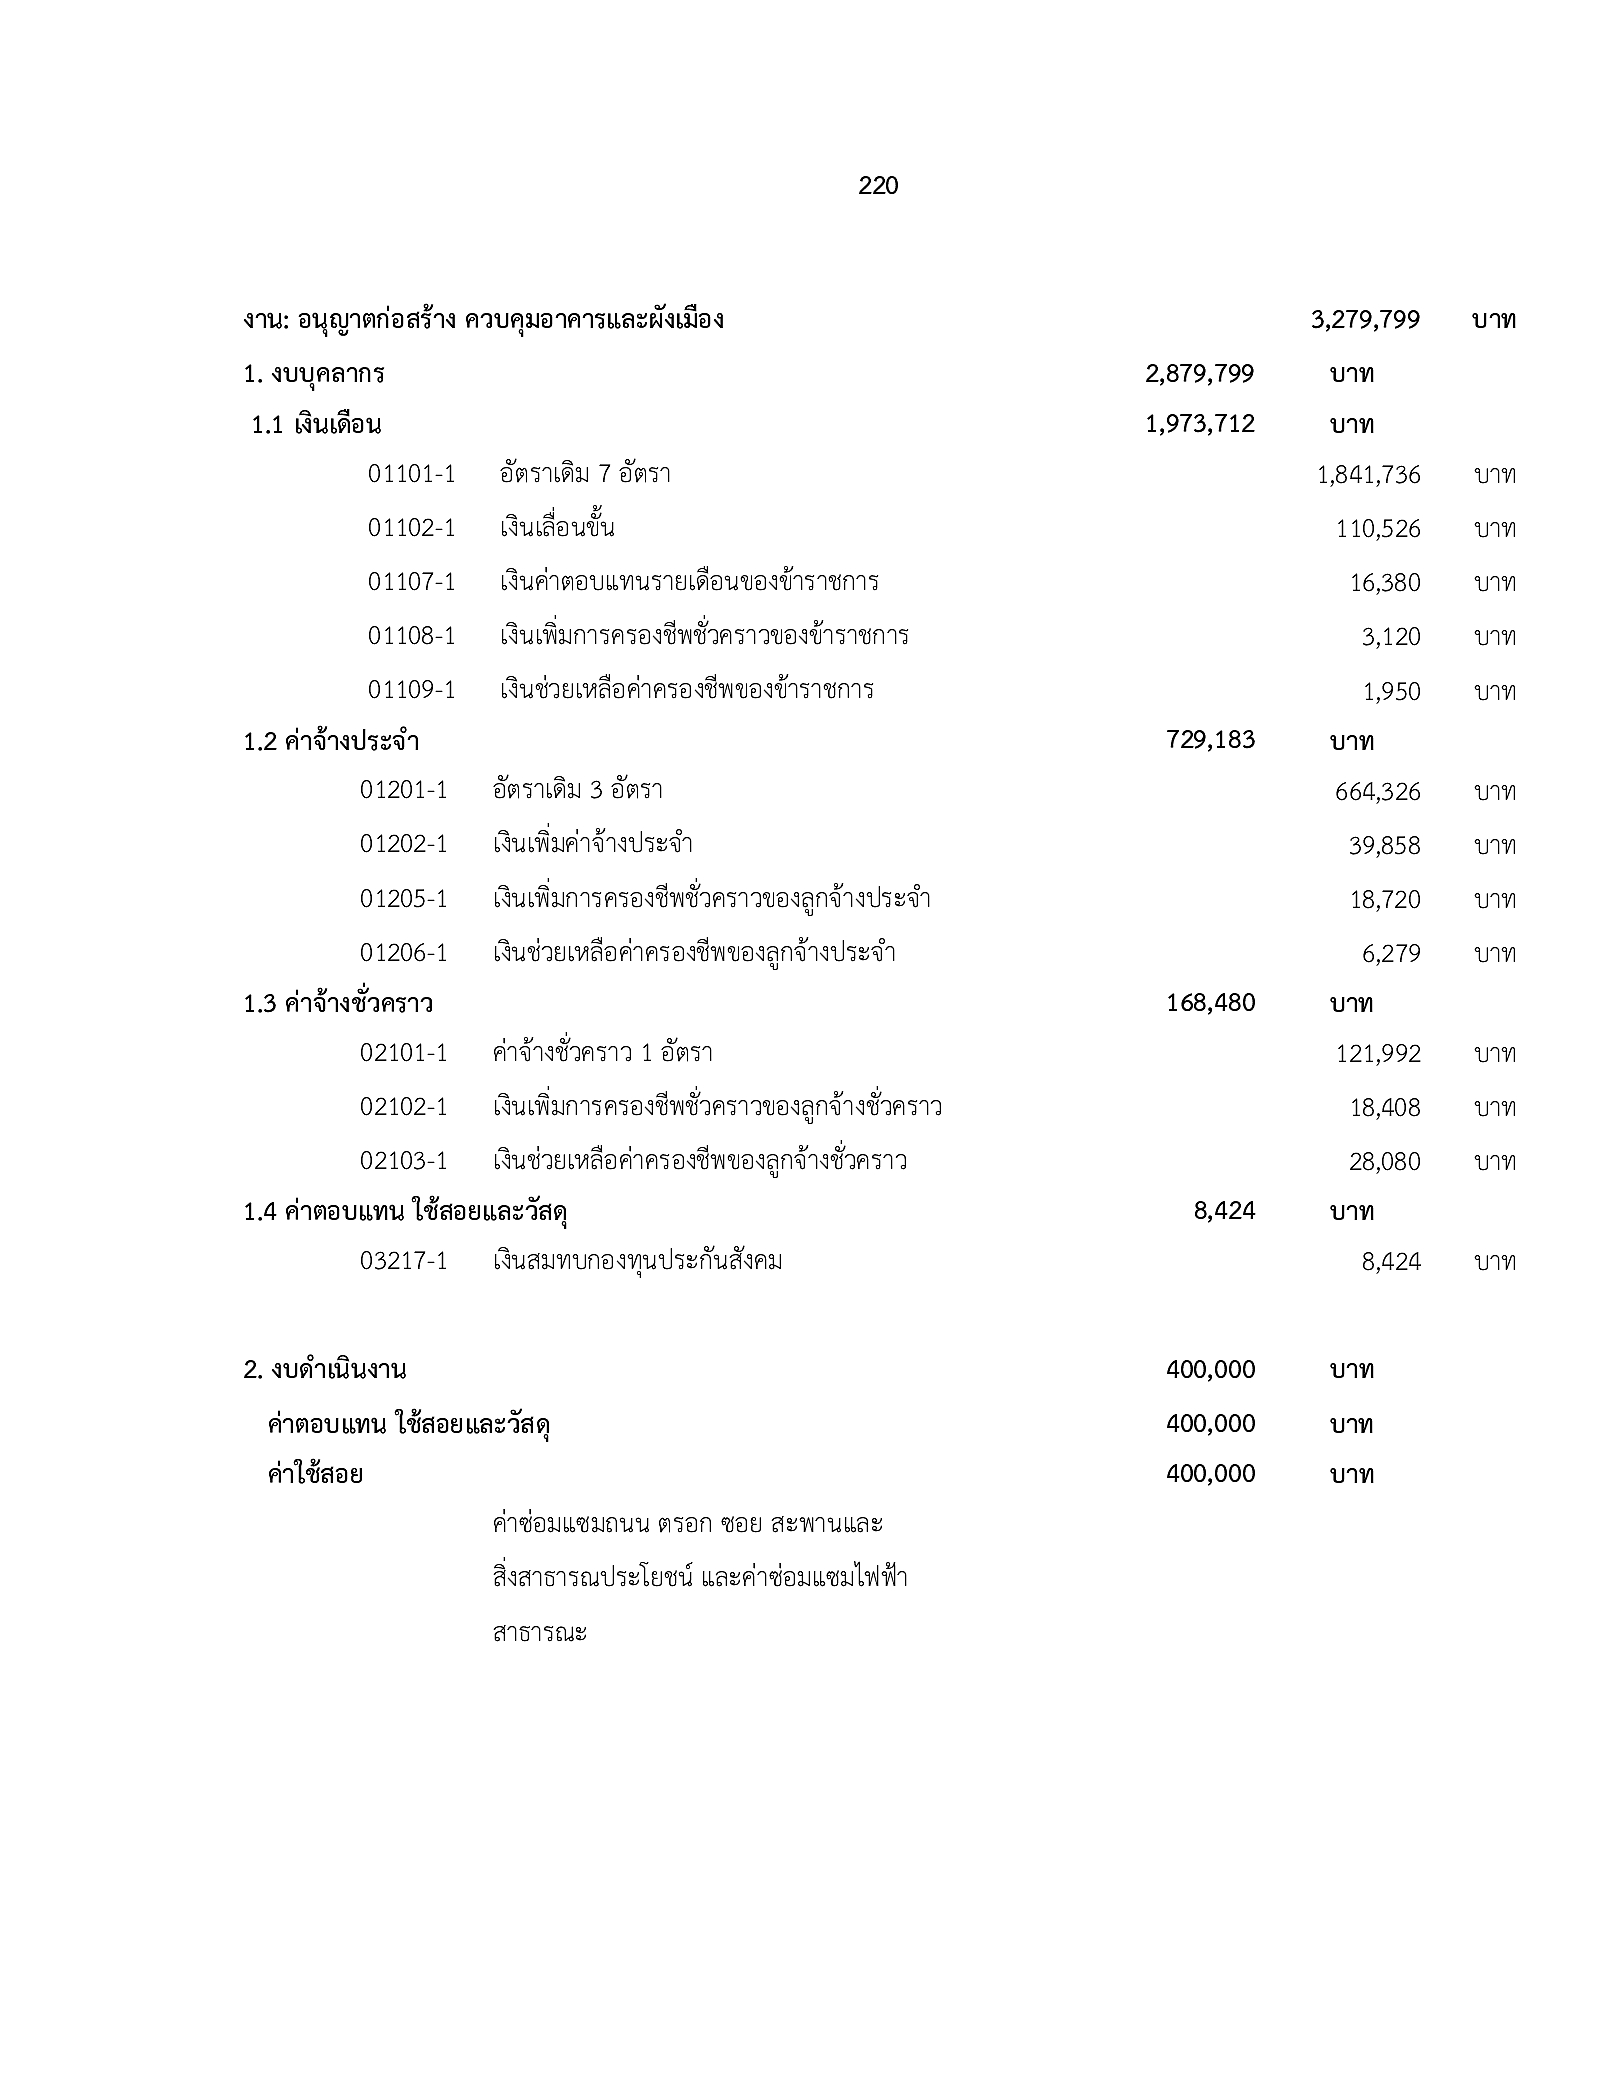 220
งาน: อนุญาตก่อสร้าง ควบคุมอาคารและผังเมือง 3,279,799 บาท
1. งบบุคลากร 2,879,799 บาท
1.1 เงินเดือน 1,973,712 บาท
01101-1 อัตราเดิม 7 อัตรา 1,841,736 บาท
01102-1 เงินเลื่อนขั้น 110,526 บาท
01107-1 เงินค่าตอบแทนรายเดือนของข้าราชการ 16,380 บาท
01108-1 เงินเพิ่มการครองชีพชั่วคราวของข้าราชการ 3,120 บาท
01109-1 เงินช่วยเหลือค่าครองชีพของข้าราชการ 1,950 บาท
1.2 ค่าจ้างประจำ 729,183 บาท
01201-1 อัตราเดิม 3 อัตรา 664,326 บาท
01202-1 เงินเพิ่มค่าจ้างประจำ 39,858 บาท
01205-1 เงินเพิ่มการครองชีพชั่วคราวของลูกจ้างประจำ 18,720 บาท
01206-1 เงินช่วยเหลือค่าครองชีพของลูกจ้างประจำ 6,279 บาท
1.3 ค่าจ้างชั่วคราว 168,480 บาท
02101-1 ค่าจ้างชั่วคราว 1 อัตรา 121,992 บาท
02102-1 เงินเพิ่มการครองชีพชั่วคราวของลูกจ้างชั่วคราว 18,408 บาท
02103-1 เงินช่วยเหลือค่าครองชีพของลูกจ้างชั่วคราว 28,080 บาท
1.4 ค่าตอบแทน ใช้สอยและวัสดุ 8,424 บาท
03217-1 เงินสมทบกองทุนประกันสังคม 8,424 บาท
2. งบดำเนินงาน 400,000 บาท
ค่าตอบแทน ใช้สอยและวัสดุ 400,000 บาท
ค่าใช้สอย 400,000 บาท
ค่าซ่อมแซมถนน ตรอก ซอย สะพานและ
สิ่งสาธารณประโยชน์ และค่าซ่อมแซมไฟฟ้า
สาธารณะ